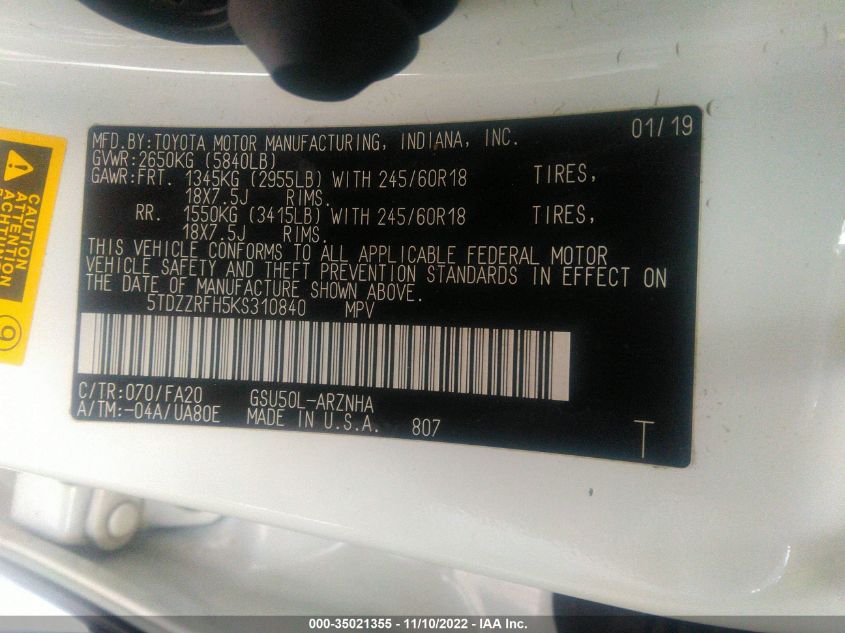 MFD.BY:TOYOTA MOTOR MANUFACTURING, INDIANA, INC. 01/19
GVWR:2650KG (5840LB)
GAWR:FRT. 1345KG (2955LB) WITH 245/60R18 TIRES,
18X7.5J RIMS.
RR. 1550KG (3415LB) WITH 245/60R18 TIRES,
18X7.5J RIMS.
THIS VEHICLE CONFORMS TO ALL APPLICABLE FEDERAL MOTOR
VEHICLE SAFETY AND THEFT PREVENTION STANDARDS IN EFFECT ON
THE DATE OF MANUFACTURE SHOWN ABOVE.
5TDZZRFH5KS310840 MPV
C/TR:070/FA20 GSU50L-ARZNHA
A/TM:-04A/UA80E MADE IN U.S.A. 807 T
CAUTION
ATTENTION
9
000-35021355 - 11/10/2022 - IAA Inc.